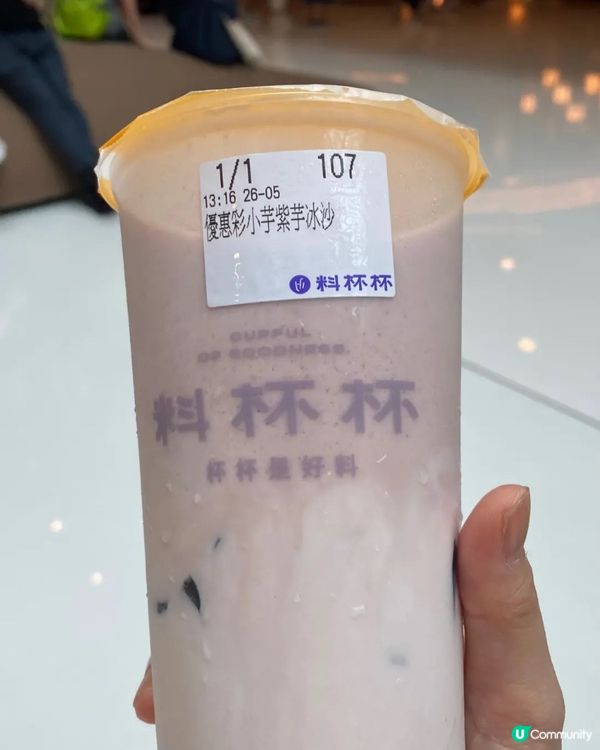 1/1 107
13:16 26-05
優惠彩小芋紫芋冰沙
料杯杯
CUPFUL
OF GOODNESS
料杯杯
杯杯是好料
U Community